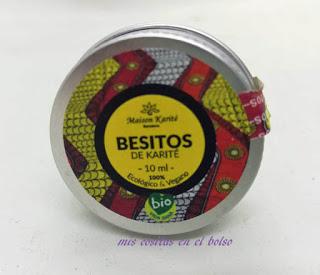 Maison Karité
BESITOS
DE KARITÉ
- 10 ml -
100%
Ecológico & Vegano
bio
mis cositas en el bolso